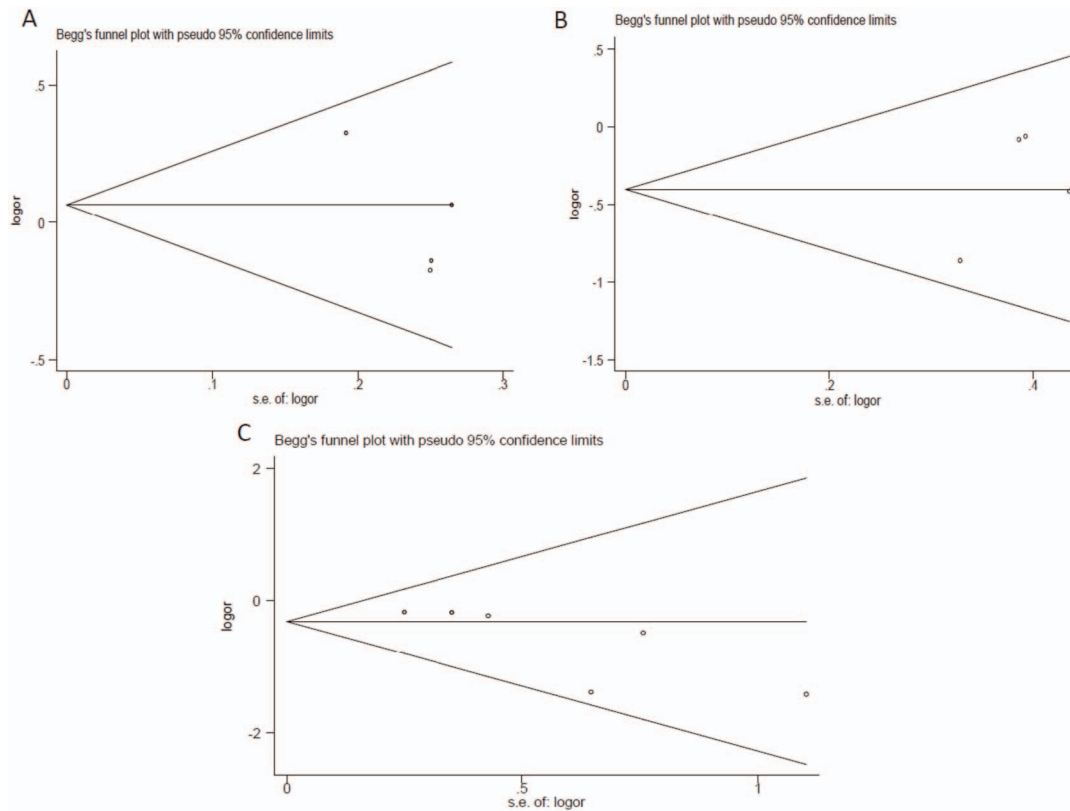 A
Begg's funnel plot with pseudo 95% confidence limits
.5
0
-.5
logor
0
.1
.2
.3
s.e. of: logor
B
Begg's funnel plot with pseudo 95% confidence limits
.5
0
-.5
-1
-1.5
logor
0
.2
.4
s.e. of: logor
C
Begg's funnel plot with pseudo 95% confidence limits
2
0
-2
logor
0
.5
1
s.e. of: logor